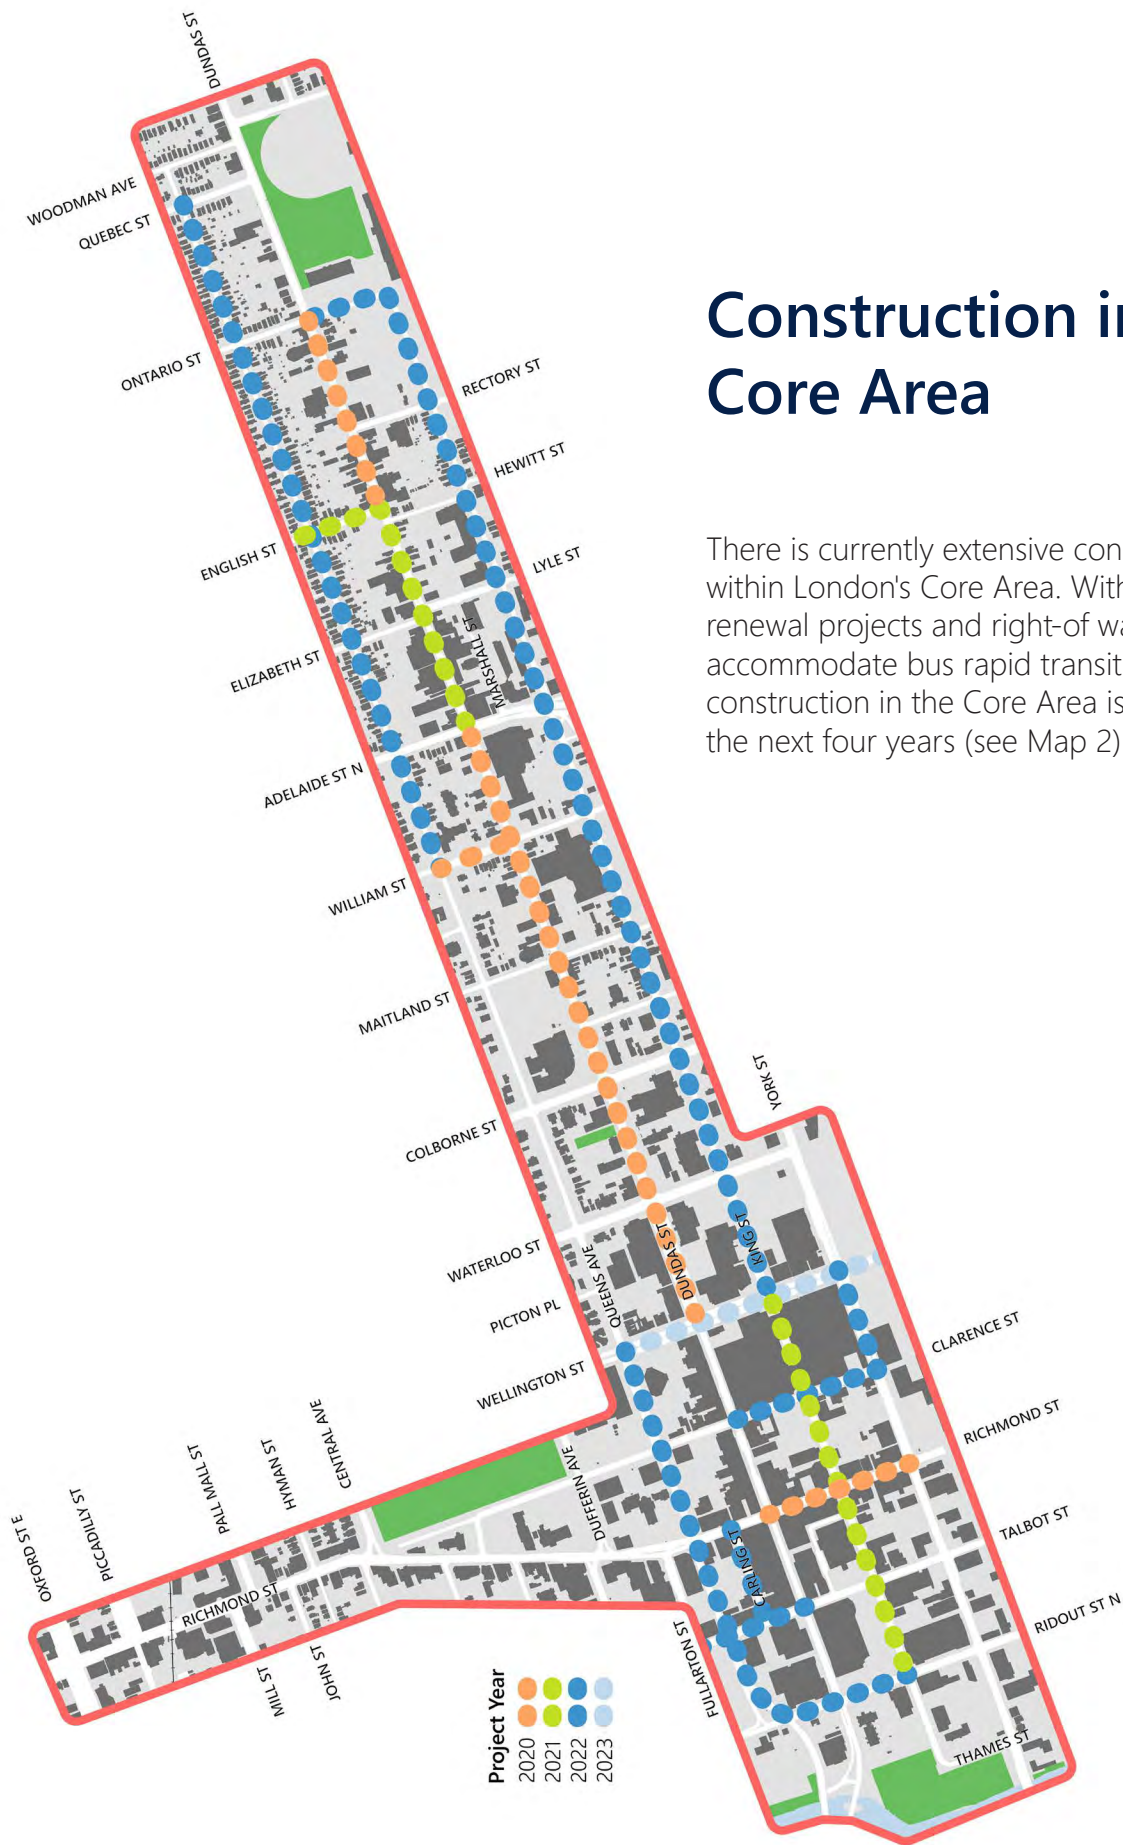 DUNDAS ST
WOODMAN AVE
QUEBEC ST
ONTARIO ST
RECTORY ST
HEWITT ST
ENGLISH ST
LYLE ST
ELIZABETH ST
MARSHALL ST
ADELAIDE ST N
WILLIAM ST
MAITLAND ST
YORK ST
COLBORNE ST
WATERLOO ST
QUEENS AVE
DUNDAS ST
KING ST
PICTON PL
WELLINGTON ST
CLARENCE ST
RICHMOND ST
TALBOT ST
RIDOUT ST N
THAMES ST
CENTRAL AVE
HYMAN ST
PALL MALL ST
PICCADILLY ST
OXFORD ST E
DUFFERIN AVE
CARLING ST
RICHMOND ST
MILL ST
JOHN ST
FULLARTON ST
Project Year
2020
2021
2022
2023
Construction in
Core Area
There is currently extensive con
within London's Core Area. With
renewal projects and right-of wa
accommodate bus rapid transit
construction in the Core Area is
the next four years (see Map 2)